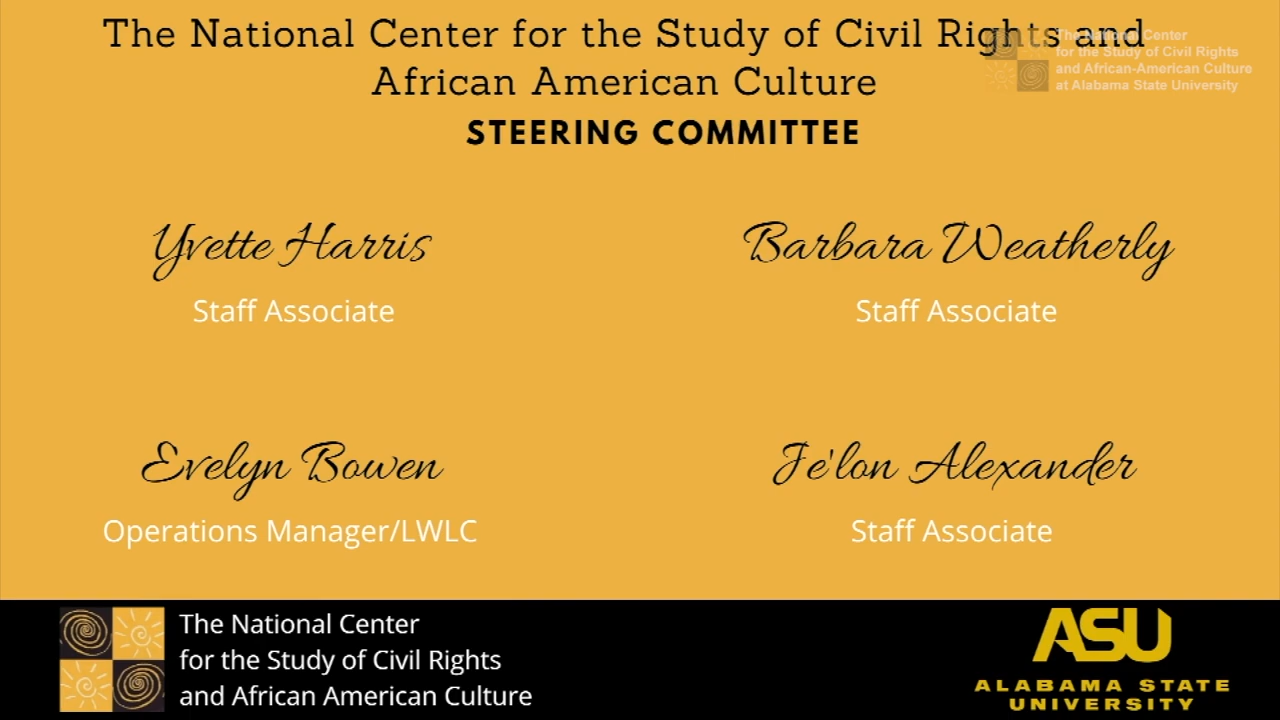 The National Center for the Study of Civil Rights and
African American Culture
STEERING COMMITTEE
The National Center
for the Study of Civil Rights
and African-American Culture
at Alabama State University
Yvette Harris
Staff Associate
Barbara Weatherly
Staff Associate
Evelyn Bowen
Operations Manager/LWLC
Je'lon Alexander
Staff Associate
The National Center
for the Study of Civil Rights
and African American Culture
ASU
ALABAMA STATE
UNIVERSITY